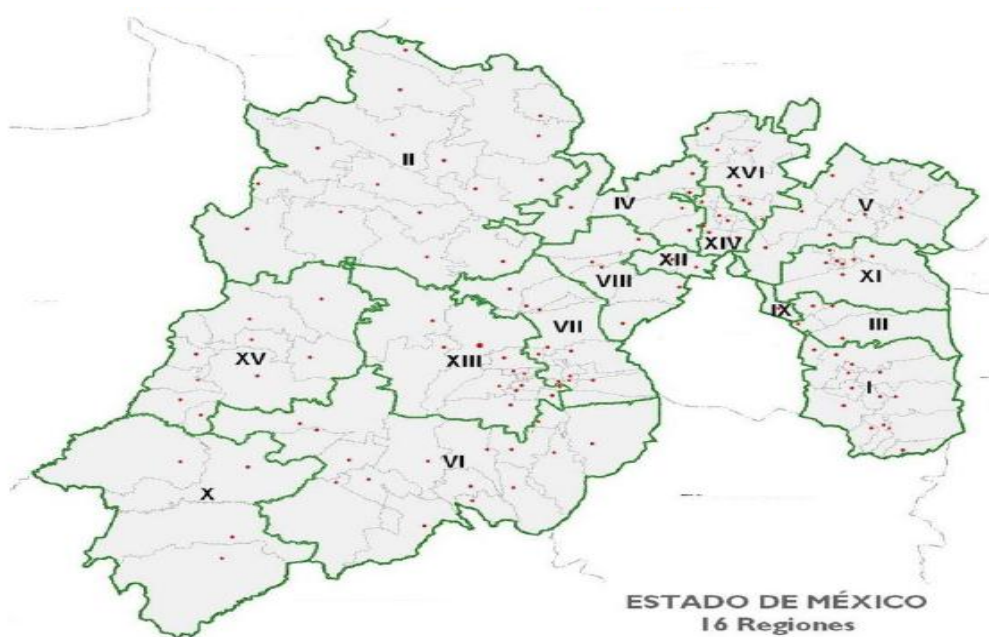 II
XVI
IV
V
XIV
XII
XI
VIII
IX
III
VII
XV
XIII
I
VI
X
ESTADO DE MÉXICO
16 Regiones